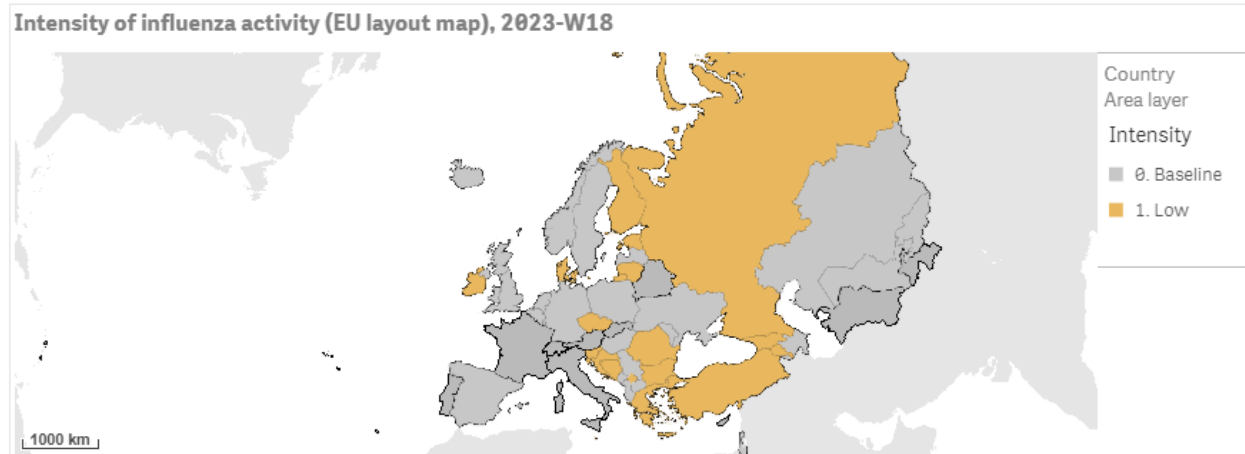 Intensity of influenza activity (EU layout map), 2023-W18
Country
Area layer
Intensity
0. Baseline
1. Low
1000 km